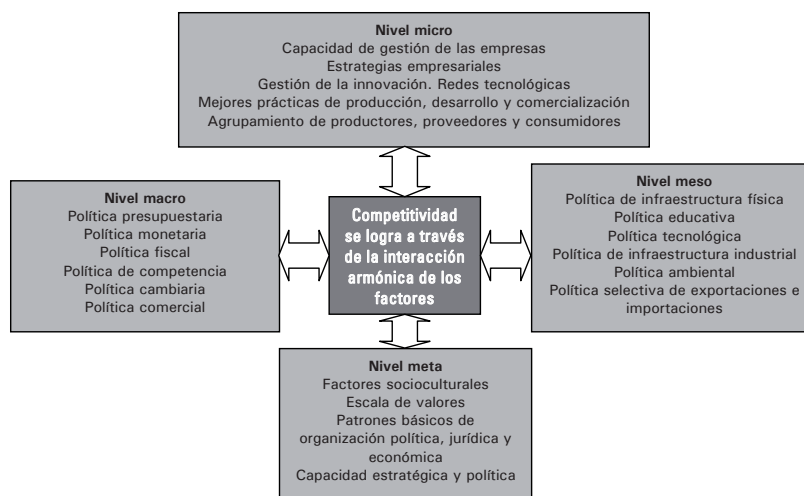 Nivel micro
Capacidad de gestión de las empresas
Estrategias empresariales
Gestión de la innovación. Redes tecnológicas
Mejores prácticas de producción, desarrollo y comercialización
Agrupamiento de productores, proveedores y consumidores
Nivel macro
Política presupuestaria
Política monetaria
Política fiscal
Política de competencia
Política cambiaria
Política comercial
Competitividad
se logra a través
de la interacción
armónica de los
factores
Nivel meso
Política de infraestructura física
Política educativa
Política tecnológica
Política de infraestructura industrial
Política ambiental
Política selectiva de exportaciones e
importaciones
Nivel meta
Factores socioculturales
Escala de valores
Patrones básicos de
organización política, jurídica y
económica
Capacidad estratégica y política